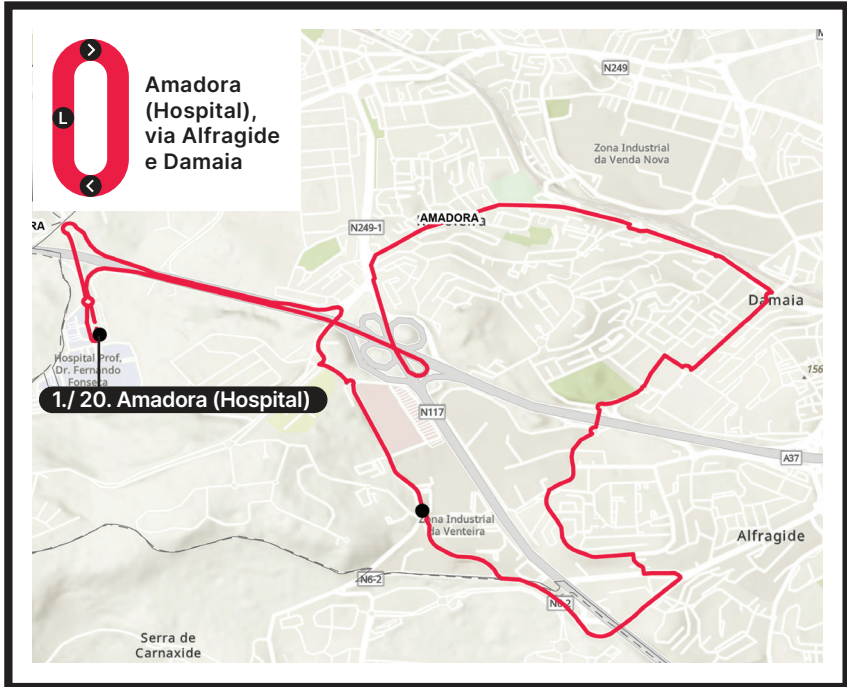 L
Amadora
(Hospital),
via Alfragide
e Damaia
N249
Zona Industrial
da Venda Nova
RA
N249-1
AMADORA
Damaia
Hospital Prof.
Dr. Fernando
Fonseca
156
1./ 20. Amadora (Hospital)
N117
A37
Zona Industrial
da Venteira
Alfragide
N6-2
N6-2
Serra de
Carnaxide